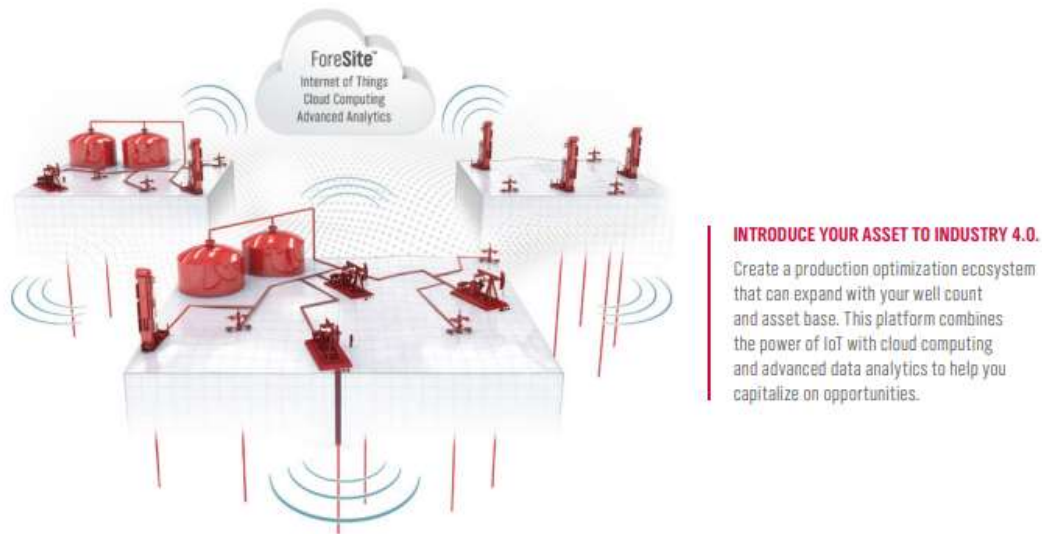 ForeSite™
Internet of Things
Cloud Computing
Advanced Analytics
INTRODUCE YOUR ASSET TO INDUSTRY 4.0.
Create a production optimization ecosystem
that can expand with your well count
and asset base. This platform combines
the power of IoT with cloud computing
and advanced data analytics to help you
capitalize on opportunities.